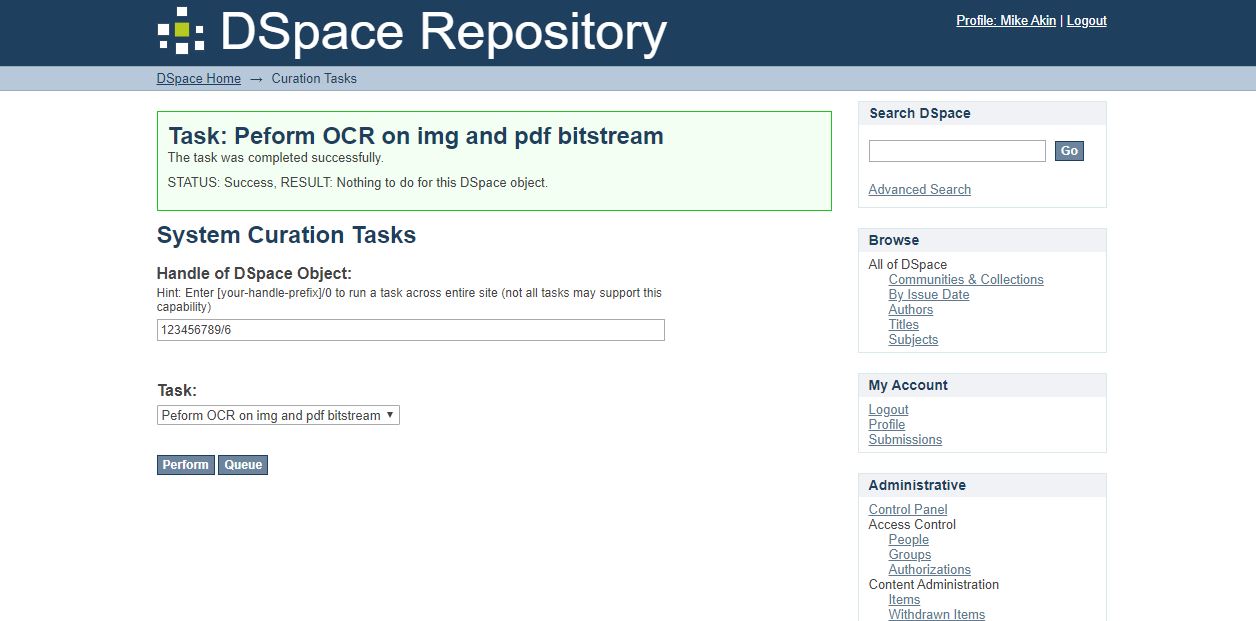 DSpace Repository
Profile: Mike Akin | Logout
DSpace Home → Curation Tasks
Task: Peform OCR on img and pdf bitstream
The task was completed successfully.
STATUS: Success, RESULT: Nothing to do for this DSpace object.
System Curation Tasks
Handle of DSpace Object:
Hint: Enter [your-handle-prefix]/0 to run a task across entire site (not all tasks may support this
capability)
123456789/6
Task:
Peform OCR on img and pdf bitstream
Perform Queue
Search DSpace
Go
Advanced Search
Browse
All of DSpace
Communities & Collections
By Issue Date
Authors
Titles
Subjects
My Account
Logout
Profile
Submissions
Administrative
Control Panel
Access Control
People
Groups
Authorizations
Content Administration
Items
Withdrawn Items